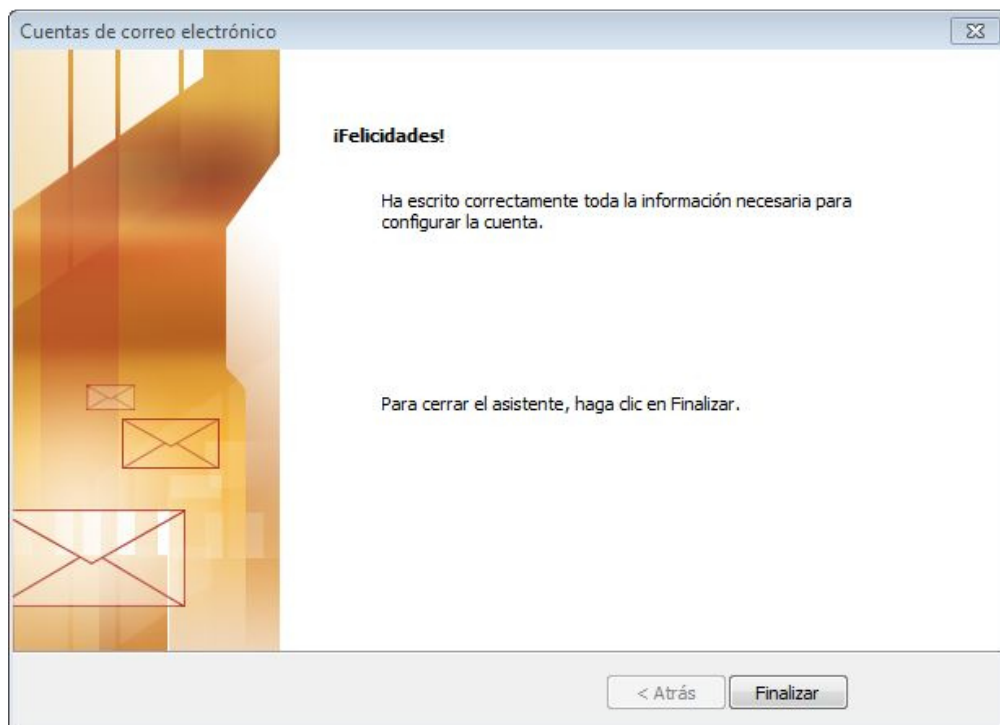 Cuentas de correo electrónico
¡Felicidades!
Ha escrito correctamente toda la información necesaria para
configurar la cuenta.
Para cerrar el asistente, haga clic en Finalizar.
< Atrás
Finalizar